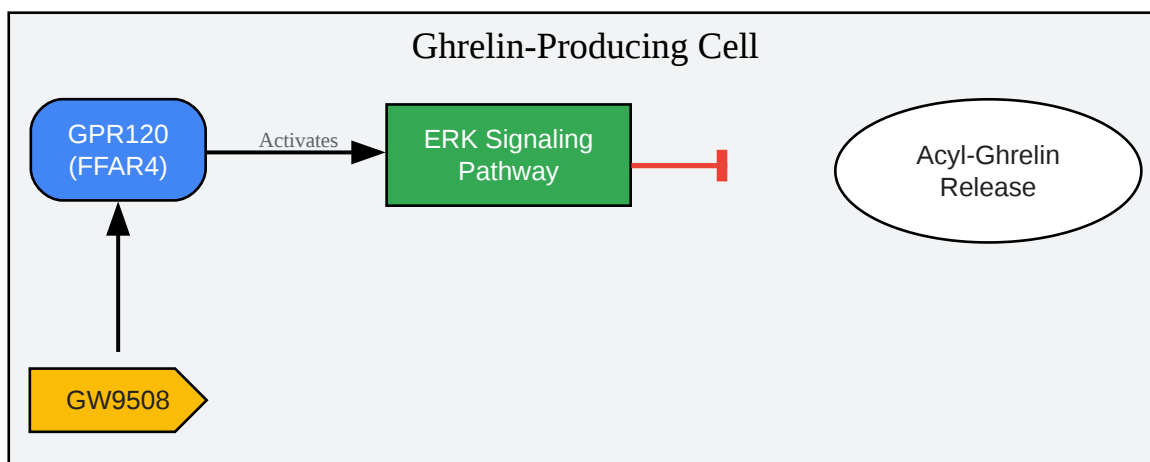 Ghrelin-Producing Cell
GPR120
(FFAR4)
Activates
ERK Signaling
Pathway
Acyl-Ghrelin
Release
GW9508